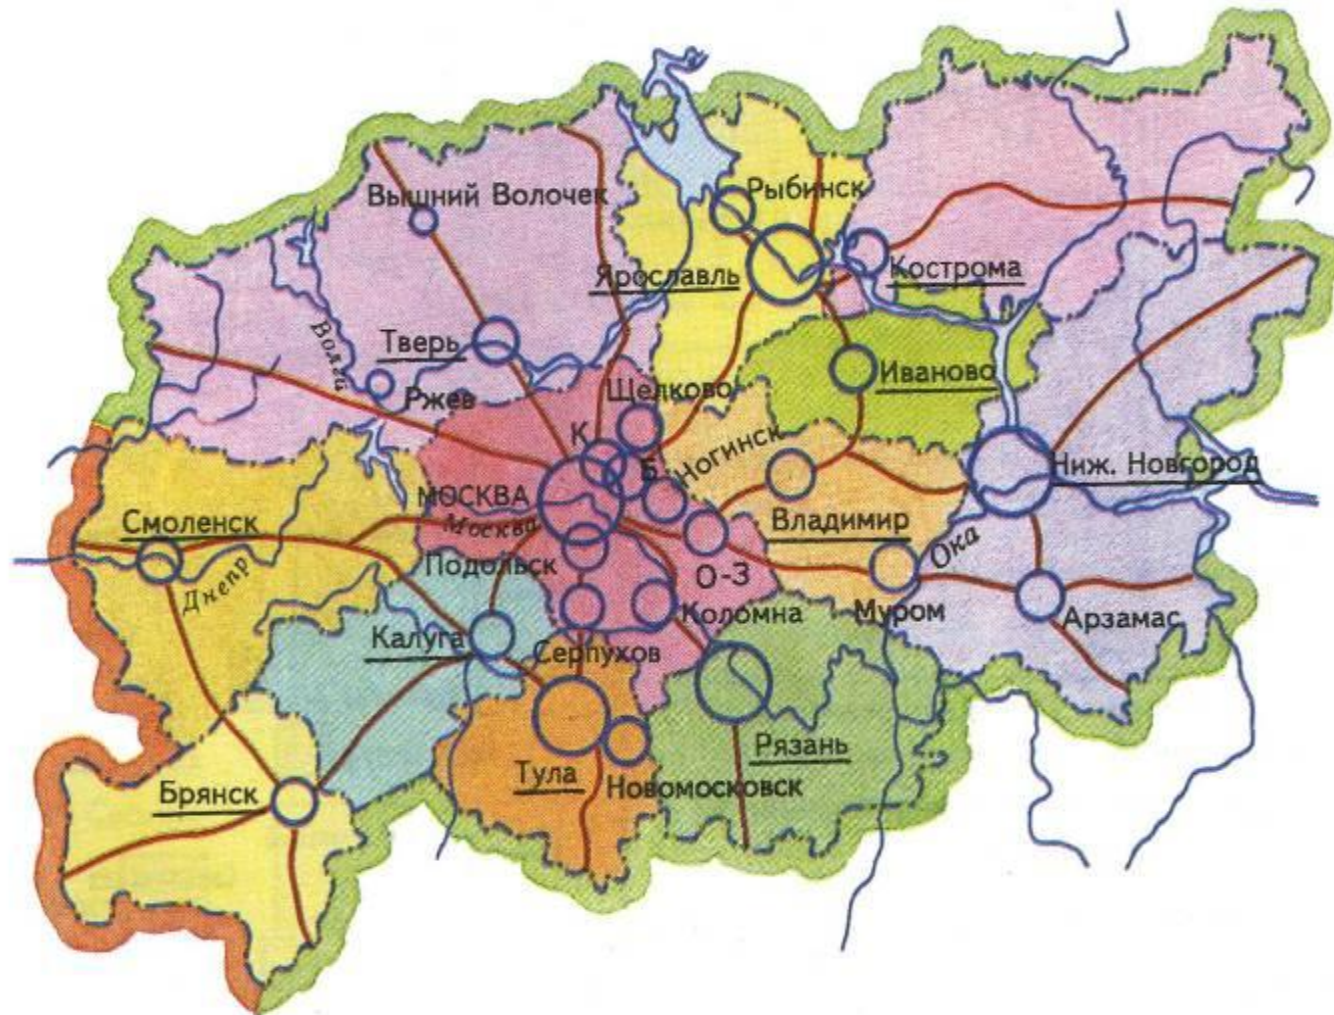 Вышний Волочек
Рыбинск
Ярославль
Кострома
Волга
Тверь
Ржев
Щелково
Иваново
К
Б
Ногинск
Ниж. Новгород
МОСКВА
Москва
Смоленск
Владимир
Ока
Подольск
О-З
Днепр
Коломна
Муром
Арзамас
Калуга
Серпухов
Рязань
Тула
Новомосковск
Брянск